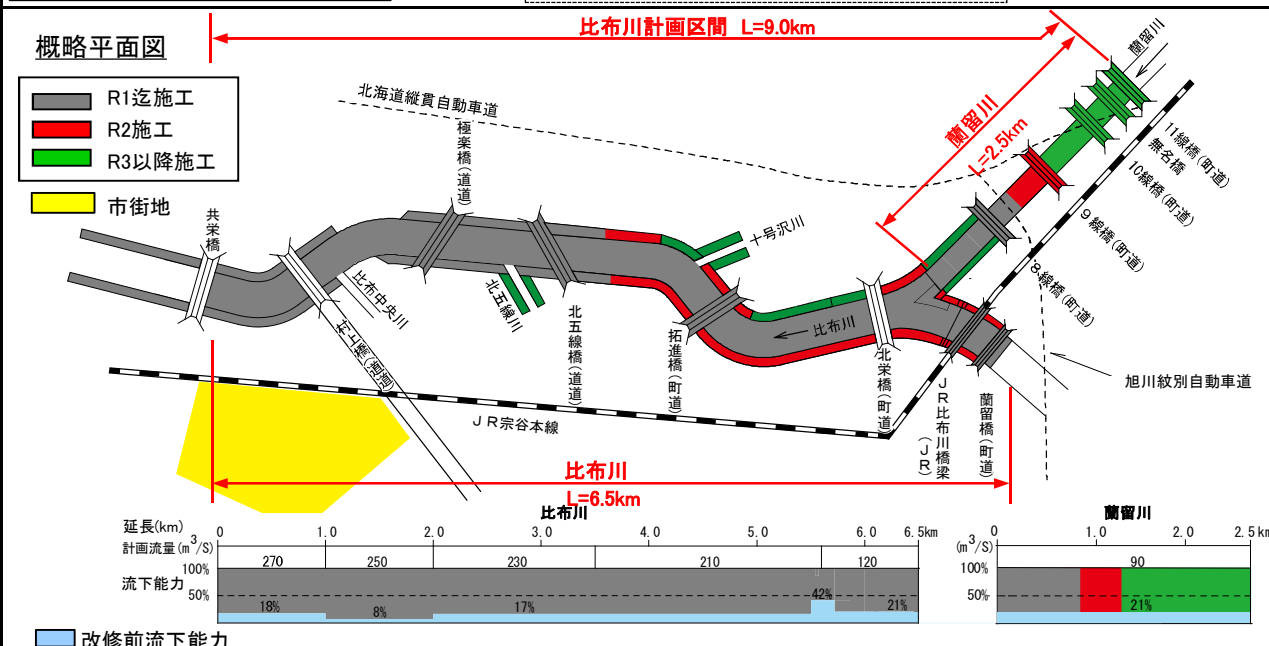 比布川計画区間 L=9.0km
概略平面図
R1迄施工
R2施工
R3以降施工
市街地
北海道縦貫自動車道
蘭留川
蘭留川
L=2.5km
極楽橋(道道)
共栄橋
十号沢川
11線橋(町道)
無名橋
10線橋(町道)
9線橋(町道)
8線橋(町道)
比布中央川
村上橋(道道)
北五線川
北五線橋(道道)
拓進橋(町道)
比布川
北栄橋(町道)
JR比布川橋梁(JR)
蘭留橋(町道)
旭川紋別自動車道
JR宗谷本線
比布川
L=6.5km
比布川
蘭留川
延長(km) 0 1.0 2.0 3.0 4.0 5.0 6.0 6.5km
0 1.0 2.0 2.5km
計画流量(m³/S) 270 250 230 210 120
(m³/S) 90
流下能力
100%
50%
18% 8% 17% 42% 21%
100%
50%
21%
改修前流下能力